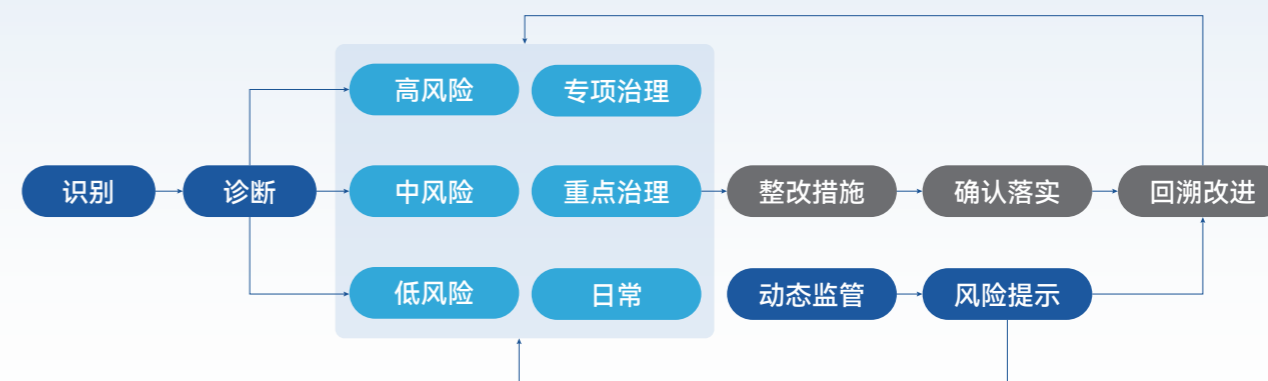 高风险
专项治理
识别
诊断
中风险
重点治理
整改措施
确认落实
回溯改进
低风险
日常
动态监管
风险提示